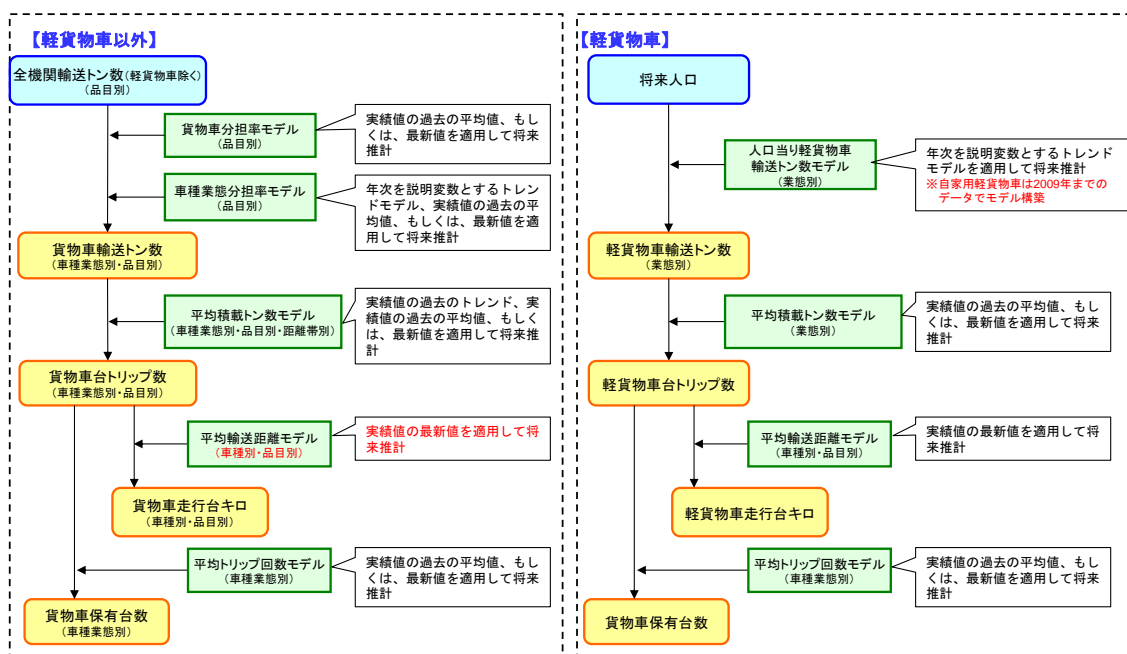 【軽貨物車以外】
全機関輸送トン数(軽貨物車除く)
(品目別)
貨物車分担率モデル
(品目別)
実績値の過去の平均値、もし
くは、最新値を適用して将来
推計
車種業態分担率モデル
(品目別)
年次を説明変数とするトレン
ドモデル、実績値の過去の平
均値、もしくは、最新値を適
用して将来推計
貨物車輸送トン数
(車種業態別・品目別)
平均積載トン数モデル
(車種業態別・品目別・距離帯別)
実績値の過去のトレンド、実
績値の過去の平均値、もしく
は、最新値を適用して将来推
計
貨物車台トリップ数
(車種業態別・品目別)
平均輸送距離モデル
(車種別・品目別)
実績値の最新値を適用して将
来推計
貨物車走行台キロ
(車種別・品目別)
平均トリップ回数モデル
(車種業態別)
実績値の過去の平均値、もし
くは、最新値を適用して将来
推計
貨物車保有台数
(車種業態別)
【軽貨物車】
将来人口
人口当り軽貨物車
輸送トン数モデル
(業態別)
年次を説明変数とするトレンド
モデルを適用して将来推計
※自家用軽貨物車は2009年までの
データでモデル構築
軽貨物車輸送トン数
(業態別)
平均積載トン数モデル
(業態別)
実績値の過去の平均値、もし
くは、最新値を適用して将来
推計
軽貨物車台トリップ数
平均輸送距離モデル
(車種別・品目別)
実績値の最新値を適用して将
来推計
軽貨物車走行台キロ
平均トリップ回数モデル
(車種業態別)
実績値の過去の平均値、もし
くは、最新値を適用して将来
推計
貨物車保有台数